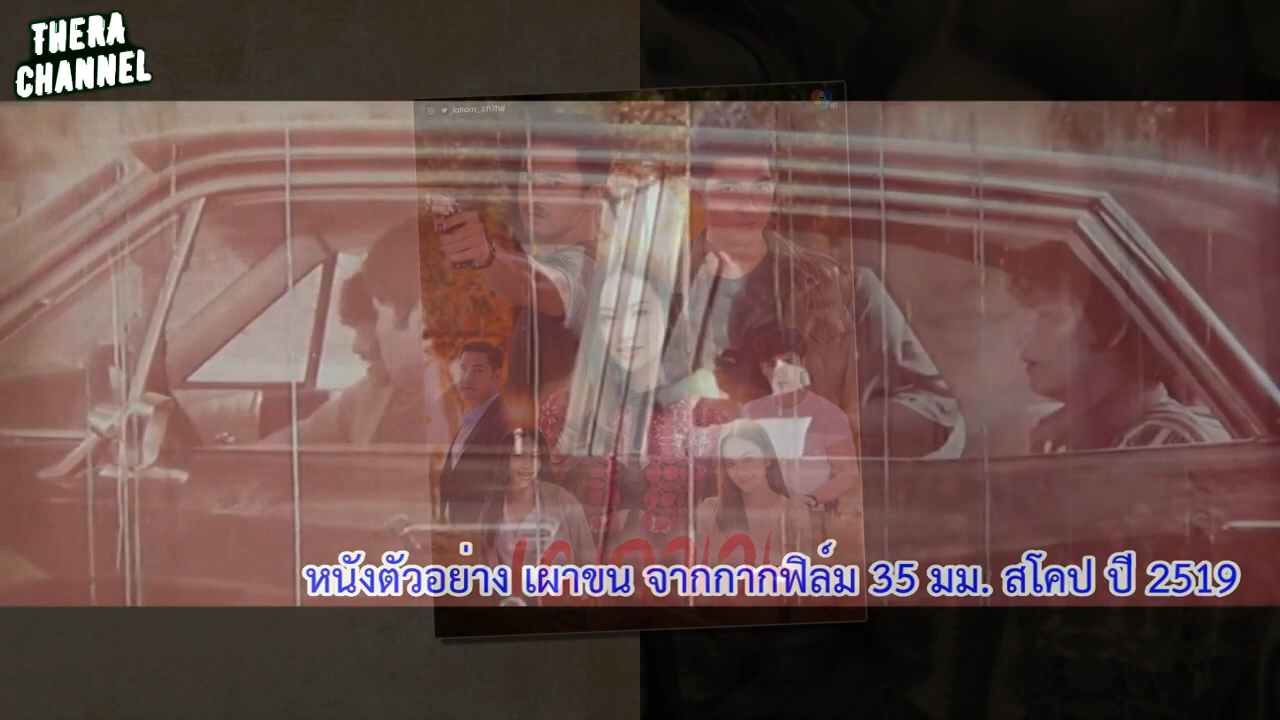 THERA
CHANNEL
lakorn_ch7hd
หนังตัวอย่าง เผาขน จากกากฟิล์ม 35 มม. สโคป ปี 2519